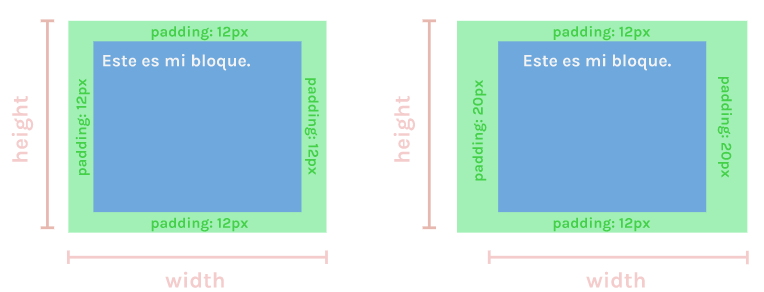 padding: 12px
Este es mi bloque.
padding: 12px
padding: 12px
padding: 12px
height
width
padding: 12px
Este es mi bloque.
padding: 20px
padding: 20px
padding: 12px
height
width